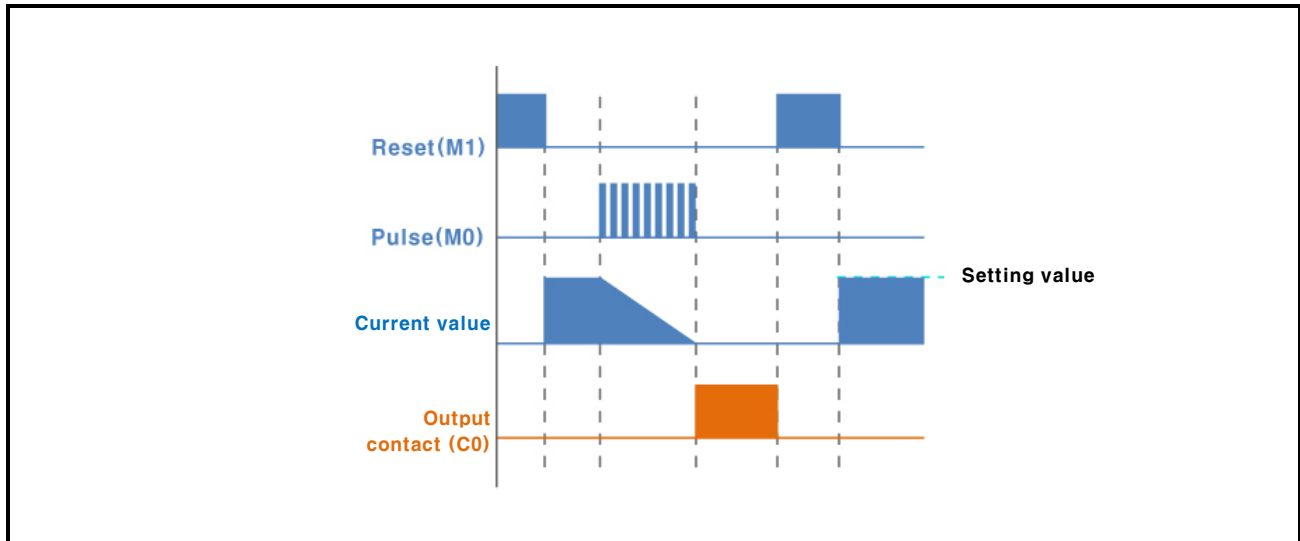 Reset(M1)
Pulse(M0)
Setting value
Current value
Output
contact (C0)